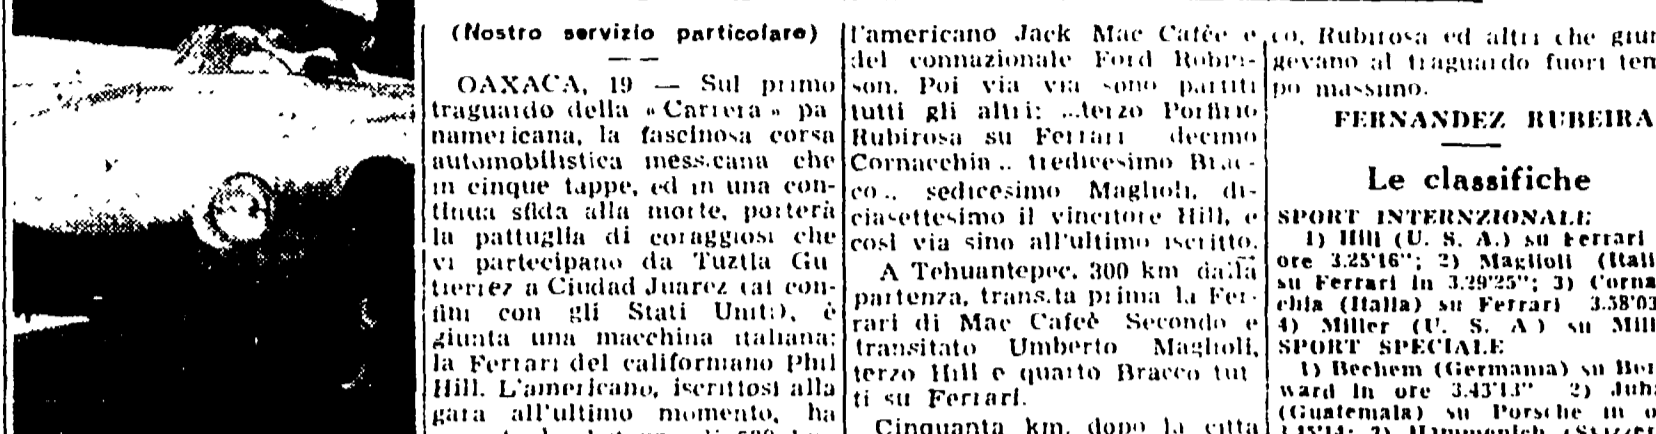 (Nostro servizio particolare)
OAXACA, 19 — Sul primo
traguardo della «Carrera» pa
namericana, la fascinosa corsa
automobilistica mess.cana che
in cinque tappe, ed in una con-
tinua sfida alla morte, porterà
la pattuglia di coraggiosi che
vi partecipano da Tuztla Gu
tierrez a Ciudad Juarez (ai con-
fini con gli Stati Uniti), è
giunta una macchina italiana:
la Ferrari del californiano Phil
Hill. L'americano, iscrittosi alla
gara all'ultimo momento, ha
l'americano Jack Mac Cafèe e
del connazionale Ford Robin-
son. Poi via via sono partiti
tutti gli altri: ...terzo Porfirio
Rubirosa su Ferrari decimo
Cornacchia .. tredicesimo Brac-
co .. sedicesimo Maglioli, di-
ciasettesimo il vincitore Hill, e
così via sino all'ultimo iscritto.
A Tehuantepec, 300 km dalla
partenza, trans.ta prima la Fer-
rari di Mac Cafeè Secondo e
transitato Umberto Maglioli,
terzo Hill e quarto Bracco tut
ti su Ferrari.
Cinquanta km. dopo la città
co, Rubirosa ed altri che giun
gevano al traguardo fuori tem
po massimo.
FERNANDEZ RUBEIRA
Le classifiche
SPORT INTERNZIONALE
1) Hill (U. S. A.) su Ferrari
ore 3.25'16"; 2) Maglioli (Itali
su Ferrari in 3.29'25"; 3) Corna
chia (Italia) su Ferrari 3.58'03
4) Miller (U. S. A ) su Mill
SPORT SPECIALE
1) Bechem (Germania) su Bor
ward in ore 3.43'13" 2) Juh
(Guatemala) su Porsche in o